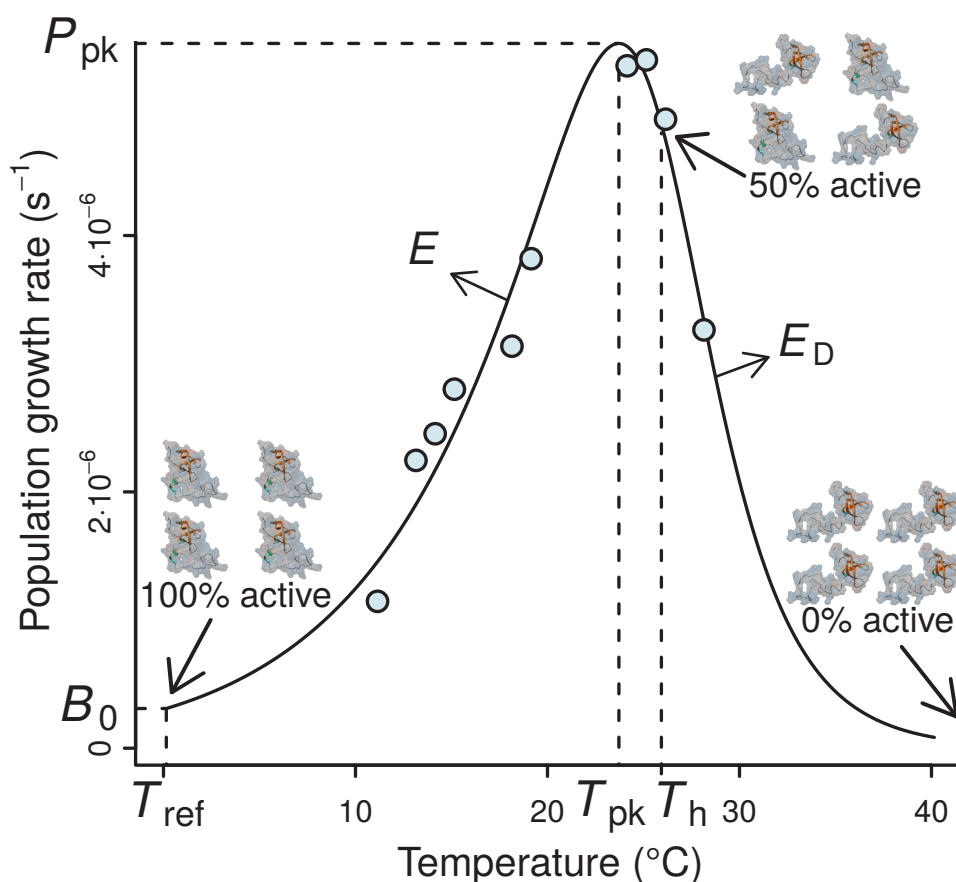 P pk
50% active
Population growth rate (s⁻¹)
4·10⁻⁶
E
E D
2·10⁻⁶
100% active
0% active
B 0
0
T ref
10
20
T pk
T h
30
40
Temperature (°C)